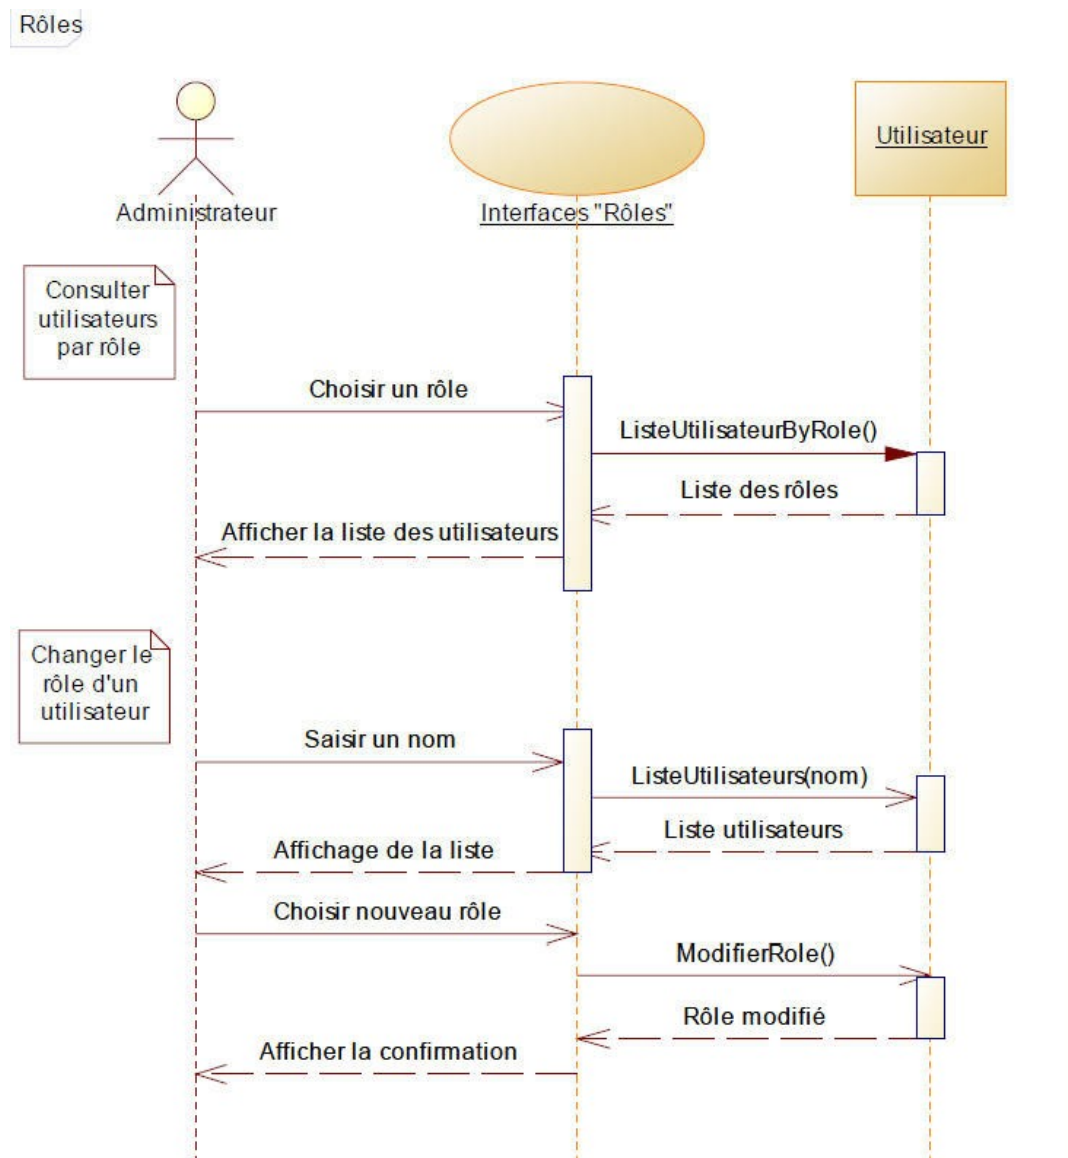 Rôles
Administrateur
Interfaces "Rôles"
Utilisateur
Consulter
utilisateurs
par rôle
Choisir un rôle
ListeUtilisateurByRole()
Liste des rôles
Afficher la liste des utilisateurs
Changer le
rôle d'un
utilisateur
Saisir un nom
ListeUtilisateurs(nom)
Liste utilisateurs
Affichage de la liste
Choisir nouveau rôle
ModifierRole()
Rôle modifié
Afficher la confirmation